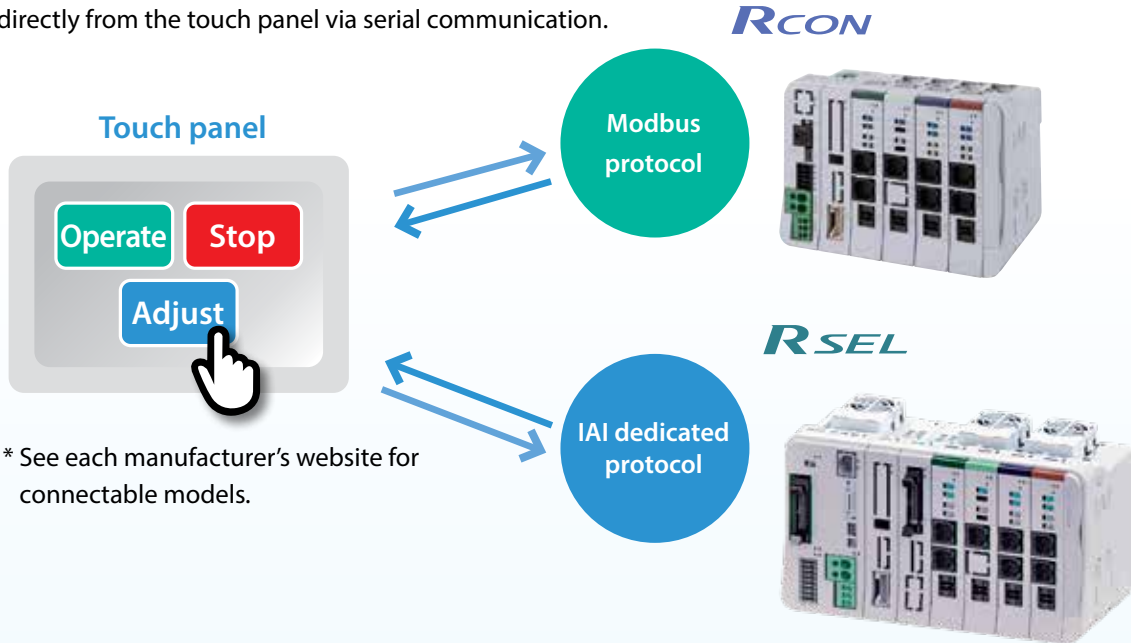 directly from the touch panel via serial communication.
RCON
Touch panel
Operate
Stop
Adjust
Modbus
protocol
RSEL
IAI dedicated
protocol
* See each manufacturer's website for
connectable models.